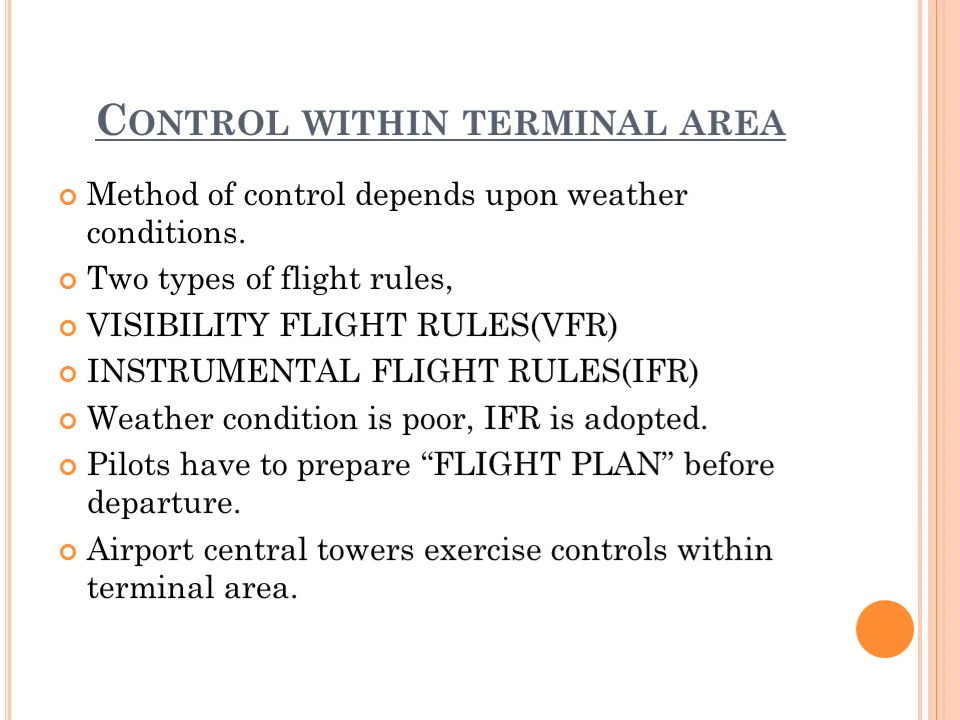 CONTROL WITHIN TERMINAL AREA
Method of control depends upon weather
conditions.
Two types of flight rules,
VISIBILITY FLIGHT RULES(VFR)
INSTRUMENTAL FLIGHT RULES(IFR)
Weather condition is poor, IFR is adopted.
Pilots have to prepare “FLIGHT PLAN” before
departure.
Airport central towers exercise controls within
terminal area.